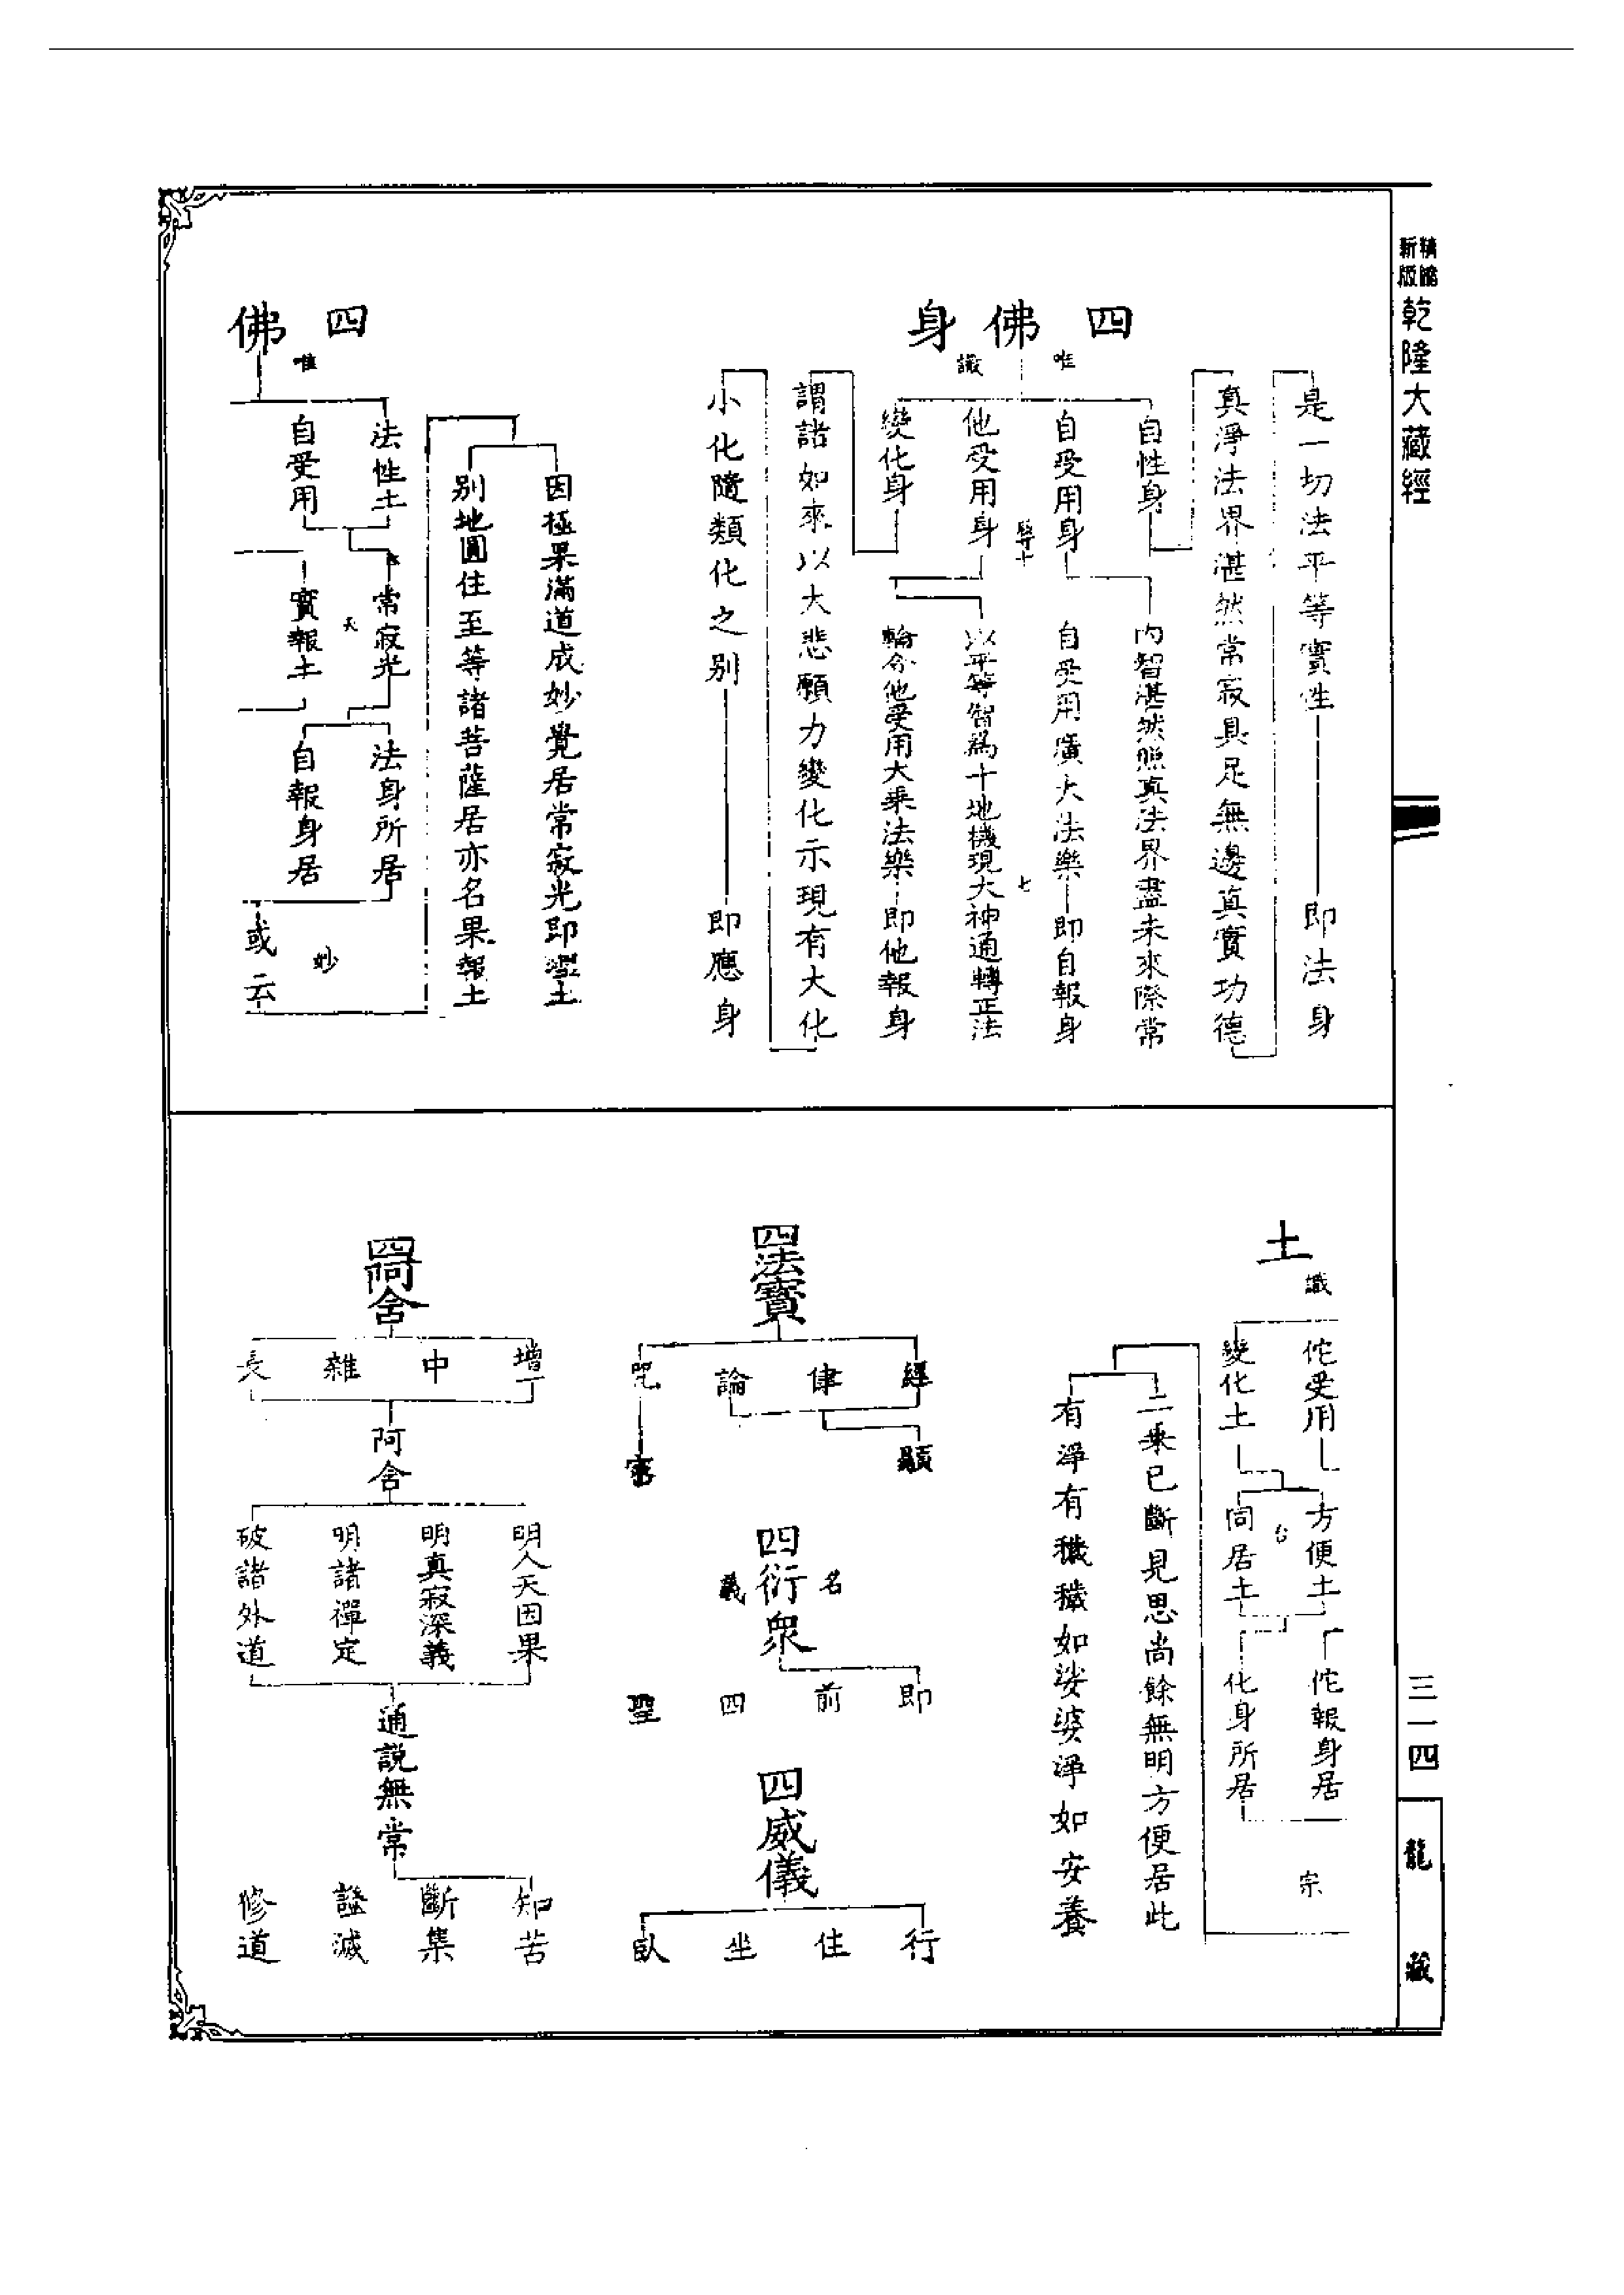 精縮
新版
乾隆大藏經
三一四
龍藏
四佛身
唯識
是一切法平等實性
即法身
真淨法界湛然常寂具足無邊真實功德
自性身
內智湛然照真法界盡未來際常
自受用身
自受用廣大法樂
即自報身
十
七
他受用身
以平等智為十地機現大神通轉正法
變化身
輪令他受用大乘法樂
即他報身
謂諸如來以大悲願力變化示現有大化
小化隨類化之別
即應身
因極果滿道成妙覺居常寂光即淨土
別地圓住至等諸菩薩居亦名果報土
四佛
唯
法性土
常寂光
法身所居
天
妙
自受用
實報土
自報身居
或云
土
識
佗受用
方便土
佗報身居
台
宗
變化土
同居土
化身所居
二乘已斷見思尚餘無明方便居此
有淨有穢穢如娑婆淨如安養
四法寶
經
律
論
咒
顯
密
四衍眾
名義
即前四聖
四威儀
行
住
坐
臥
四阿含
增一
中
雜
長
阿含
明人天因果
明真寂深義
明諸禪定
破諸外道
通說無常
知苦
斷集
證滅
修道